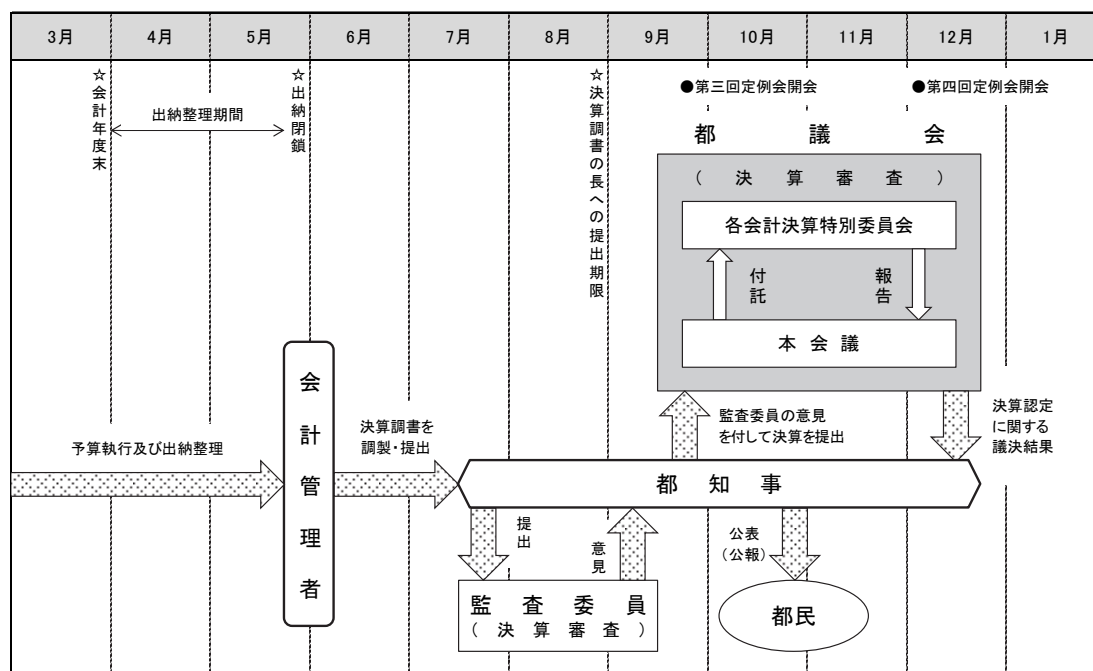 3月 4月 5月 6月 7月 8月 9月 10月 11月 12月 1月
☆会計年度末
出納整理期間
☆出納閉鎖
☆決算調書の長への提出期限
●第三回定例会開会
●第四回定例会開会
都議会
(決算審査)
各会計決算特別委員会
付託
報告
本会議
会計管理者
予算執行及び出納整理
決算調書を
調製・提出
監査委員の意見
を付して決算を提出
決算認定
に関する
議決結果
都知事
提出
意見
公表
(公報)
監査委員
(決算審査)
都民